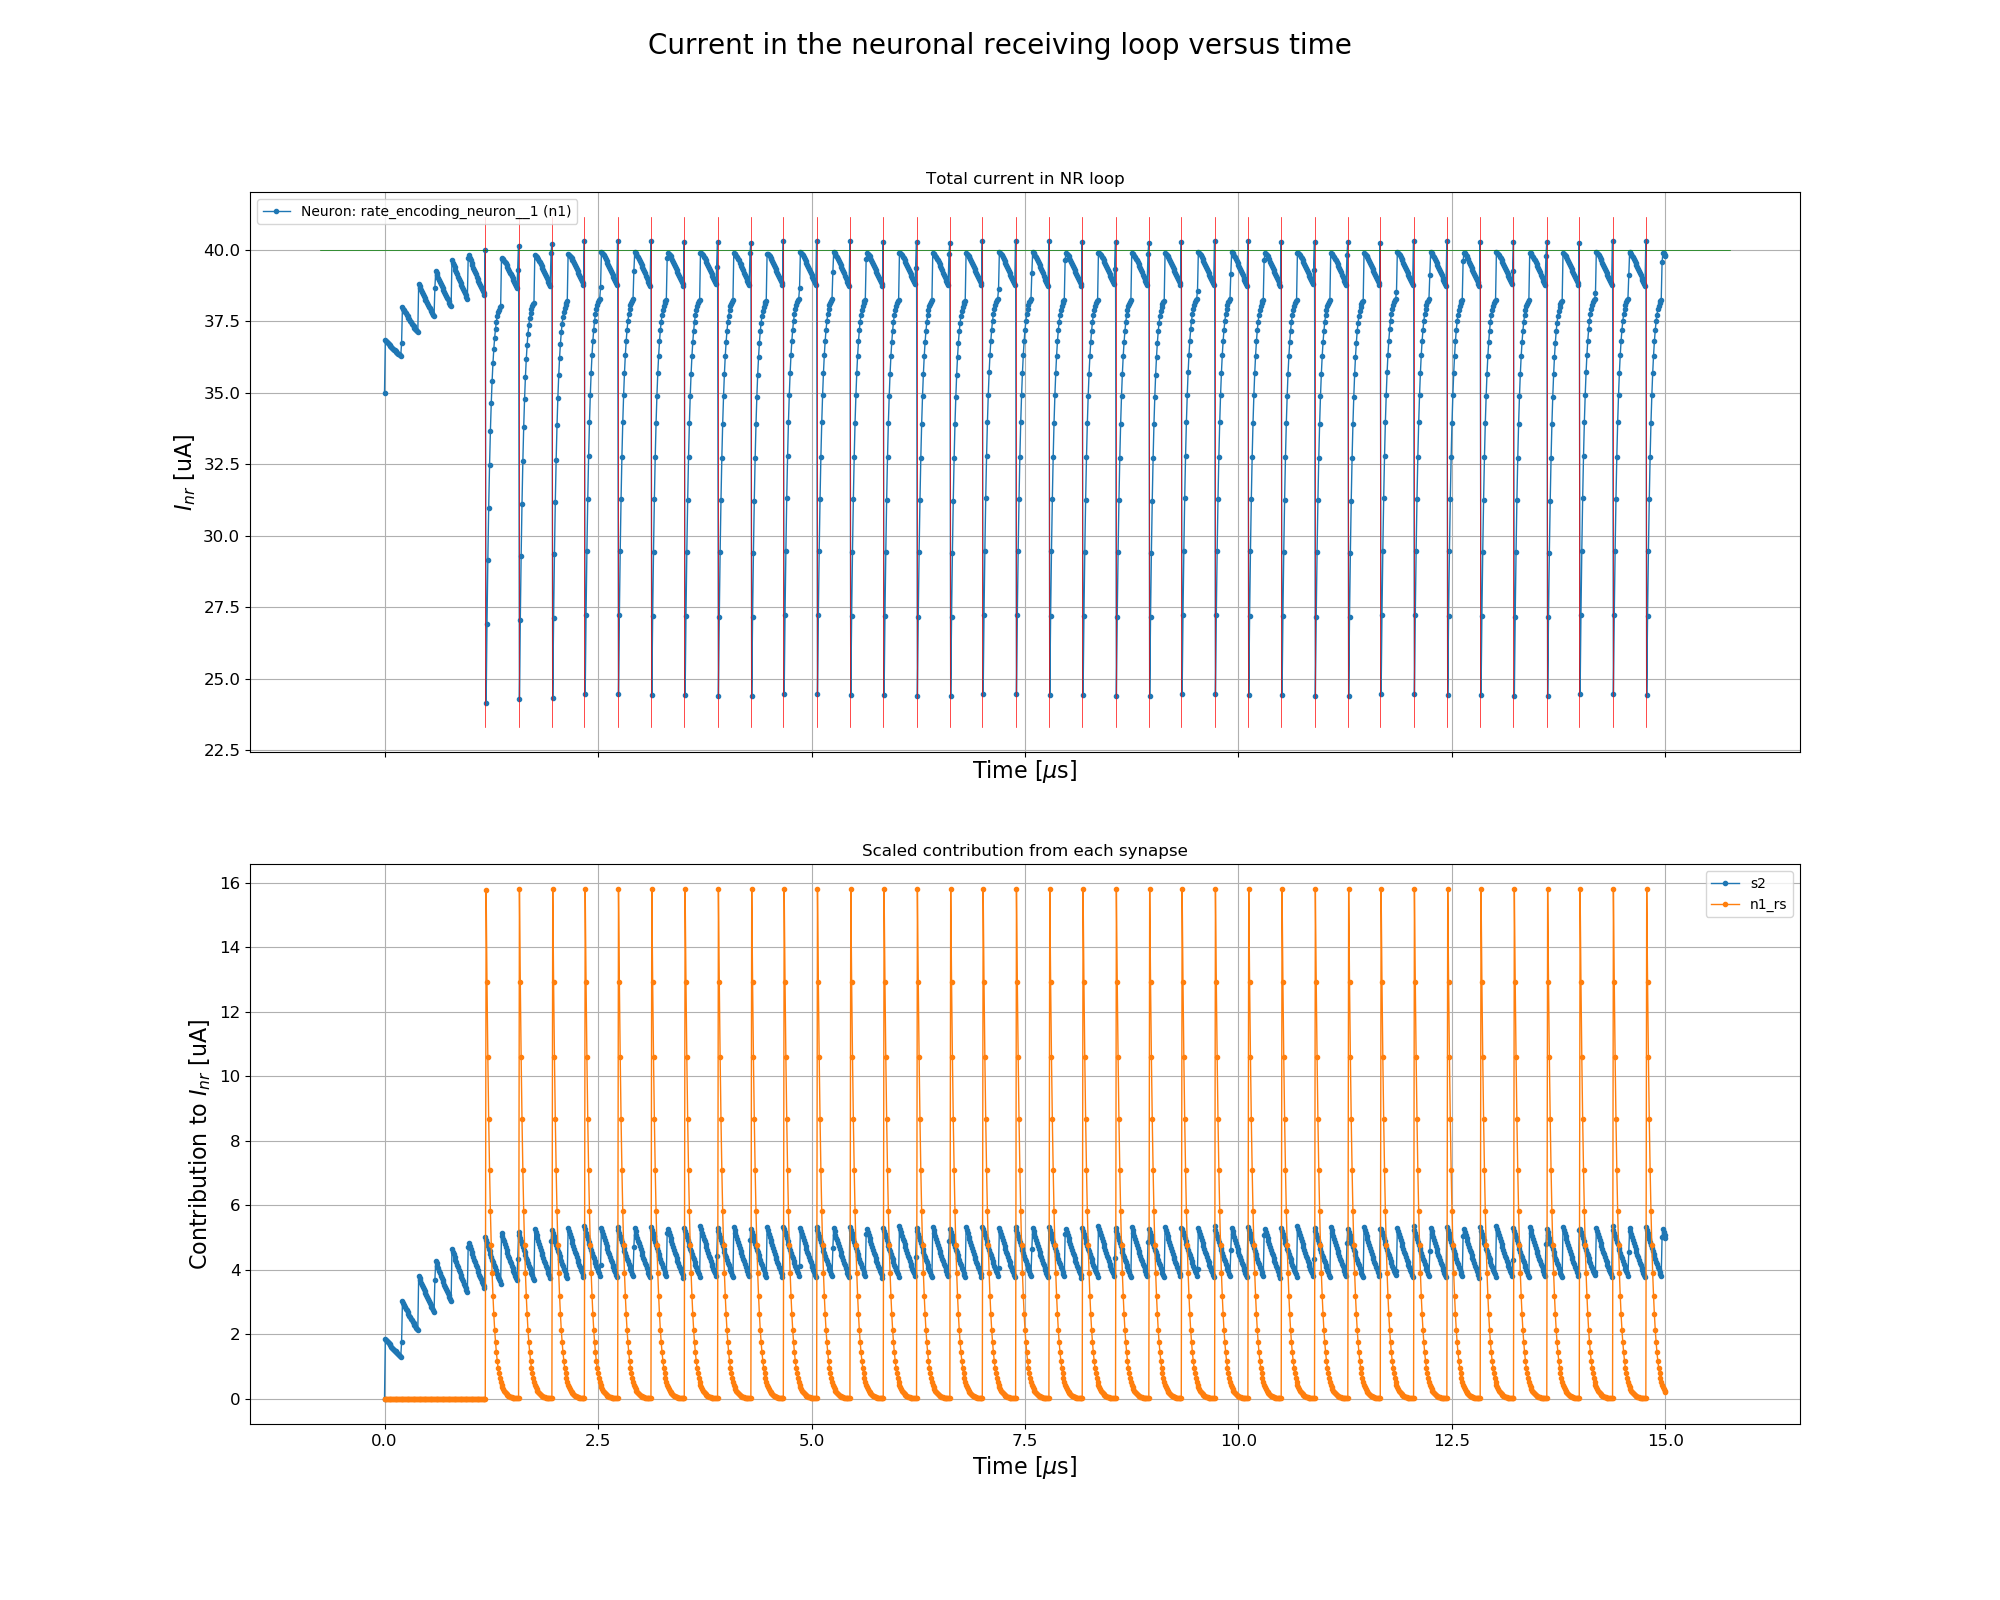 Current in the neuronal receiving loop versus time
Total current in NR loop
Neuron: rate_encoding_neuron__1 (n1)
40.0
37.5
35.0
32.5
30.0
27.5
25.0
22.5
I_nr [uA]
Time [μs]
Scaled contribution from each synapse
s2
n1_rs
16
14
12
10
8
6
4
2
0
Contribution to I_nr [uA]
0.0 2.5 5.0 7.5 10.0 12.5 15.0
Time [μs]